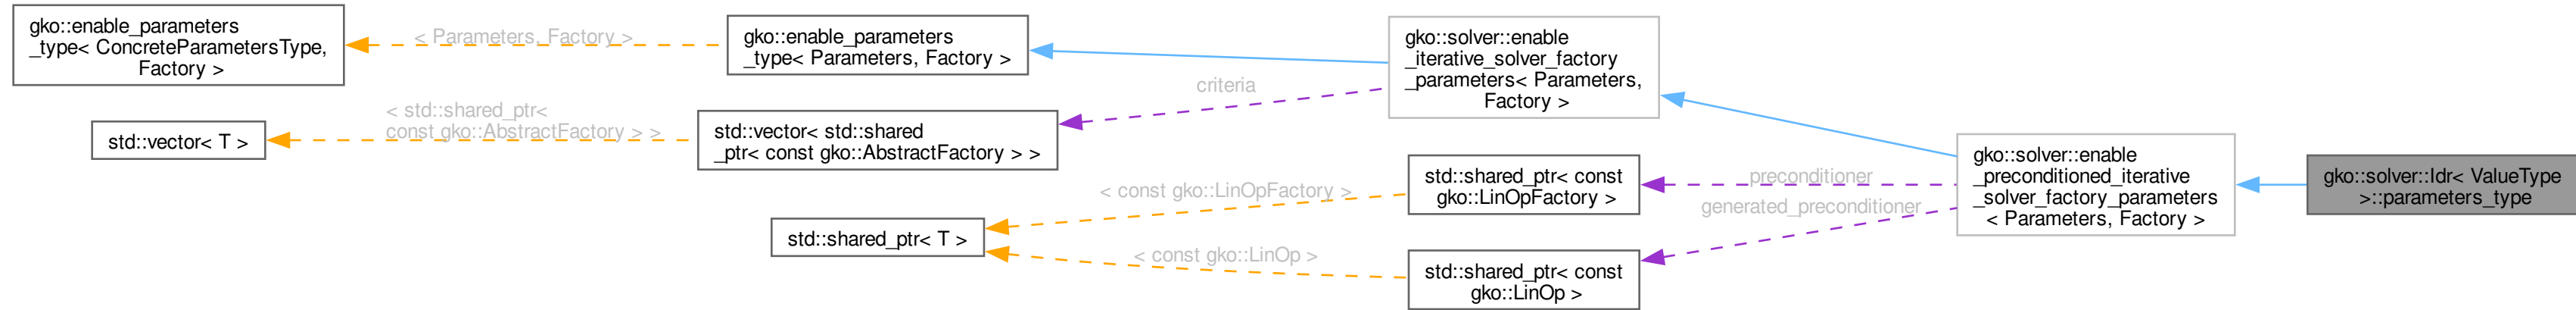 gko::enable_parameters
_type< ConcreteParametersType,
Factory >
< Parameters, Factory >
gko::enable_parameters
_type< Parameters, Factory >
gko::solver::enable
_iterative_solver_factory
_parameters< Parameters,
Factory >
criteria
< std::shared_ptr<
const gko::AbstractFactory > >
std::vector< T >
std::vector< std::shared
_ptr< const gko::AbstractFactory > >
gko::solver::enable
_preconditioned_iterative
_solver_factory_parameters
< Parameters, Factory >
gko::solver::Idr< ValueType
>::parameters_type
preconditioner
generated_preconditioner
std::shared_ptr< const
gko::LinOpFactory >
< const gko::LinOpFactory >
std::shared_ptr< T >
< const gko::LinOp >
std::shared_ptr< const
gko::LinOp >